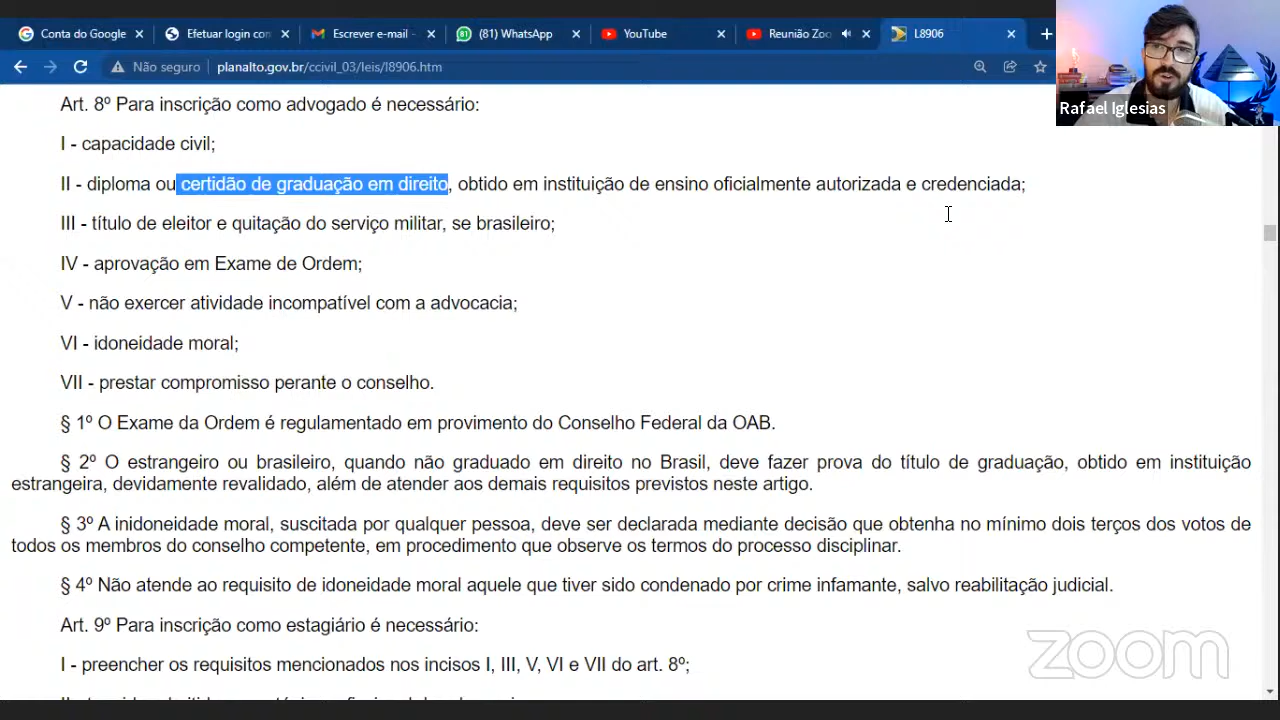 Conta do Google
Efetuar login con
Escrever e-mail -
(81) WhatsApp
YouTube
Reunião Zoo
L8906
Não seguro
planalto.gov.br/ccivil_03/leis/l8906.htm
Rafael Iglesias
Art. 8º Para inscrição como advogado é necessário:
I - capacidade civil;
II - diploma ou certidão de graduação em direito, obtido em instituição de ensino oficialmente autorizada e credenciada;
III - título de eleitor e quitação do serviço militar, se brasileiro;
IV - aprovação em Exame de Ordem;
V - não exercer atividade incompatível com a advocacia;
VI - idoneidade moral;
VII - prestar compromisso perante o conselho.
§ 1º O Exame da Ordem é regulamentado em provimento do Conselho Federal da OAB.
§ 2º O estrangeiro ou brasileiro, quando não graduado em direito no Brasil, deve fazer prova do título de graduação, obtido em instituição
estrangeira, devidamente revalidado, além de atender aos demais requisitos previstos neste artigo.
§ 3º A inidoneidade moral, suscitada por qualquer pessoa, deve ser declarada mediante decisão que obtenha no mínimo dois terços dos votos de
todos os membros do conselho competente, em procedimento que observe os termos do processo disciplinar.
§ 4º Não atende ao requisito de idoneidade moral aquele que tiver sido condenado por crime infamante, salvo reabilitação judicial.
Art. 9º Para inscrição como estagiário é necessário:
I - preencher os requisitos mencionados nos incisos I, III, V, VI e VII do art. 8º;
zoom